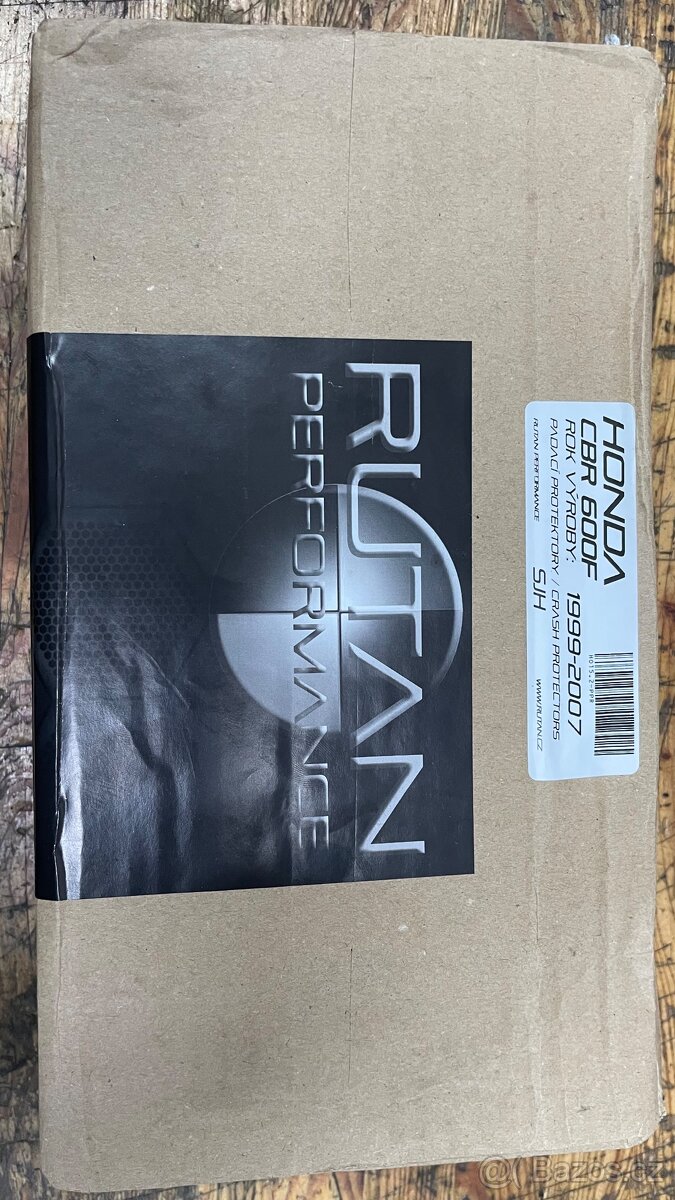 HONDA
CBR 600F
ROK VÝROBY: 1999-2007
PADACÍ PROTEKTORY / CRASH PROTECTORS
SJH
RUTAN PERFORMANCE
WWW.RUTAN.CZ
RUTAN
PERFORMANCE
Bazoš.cz